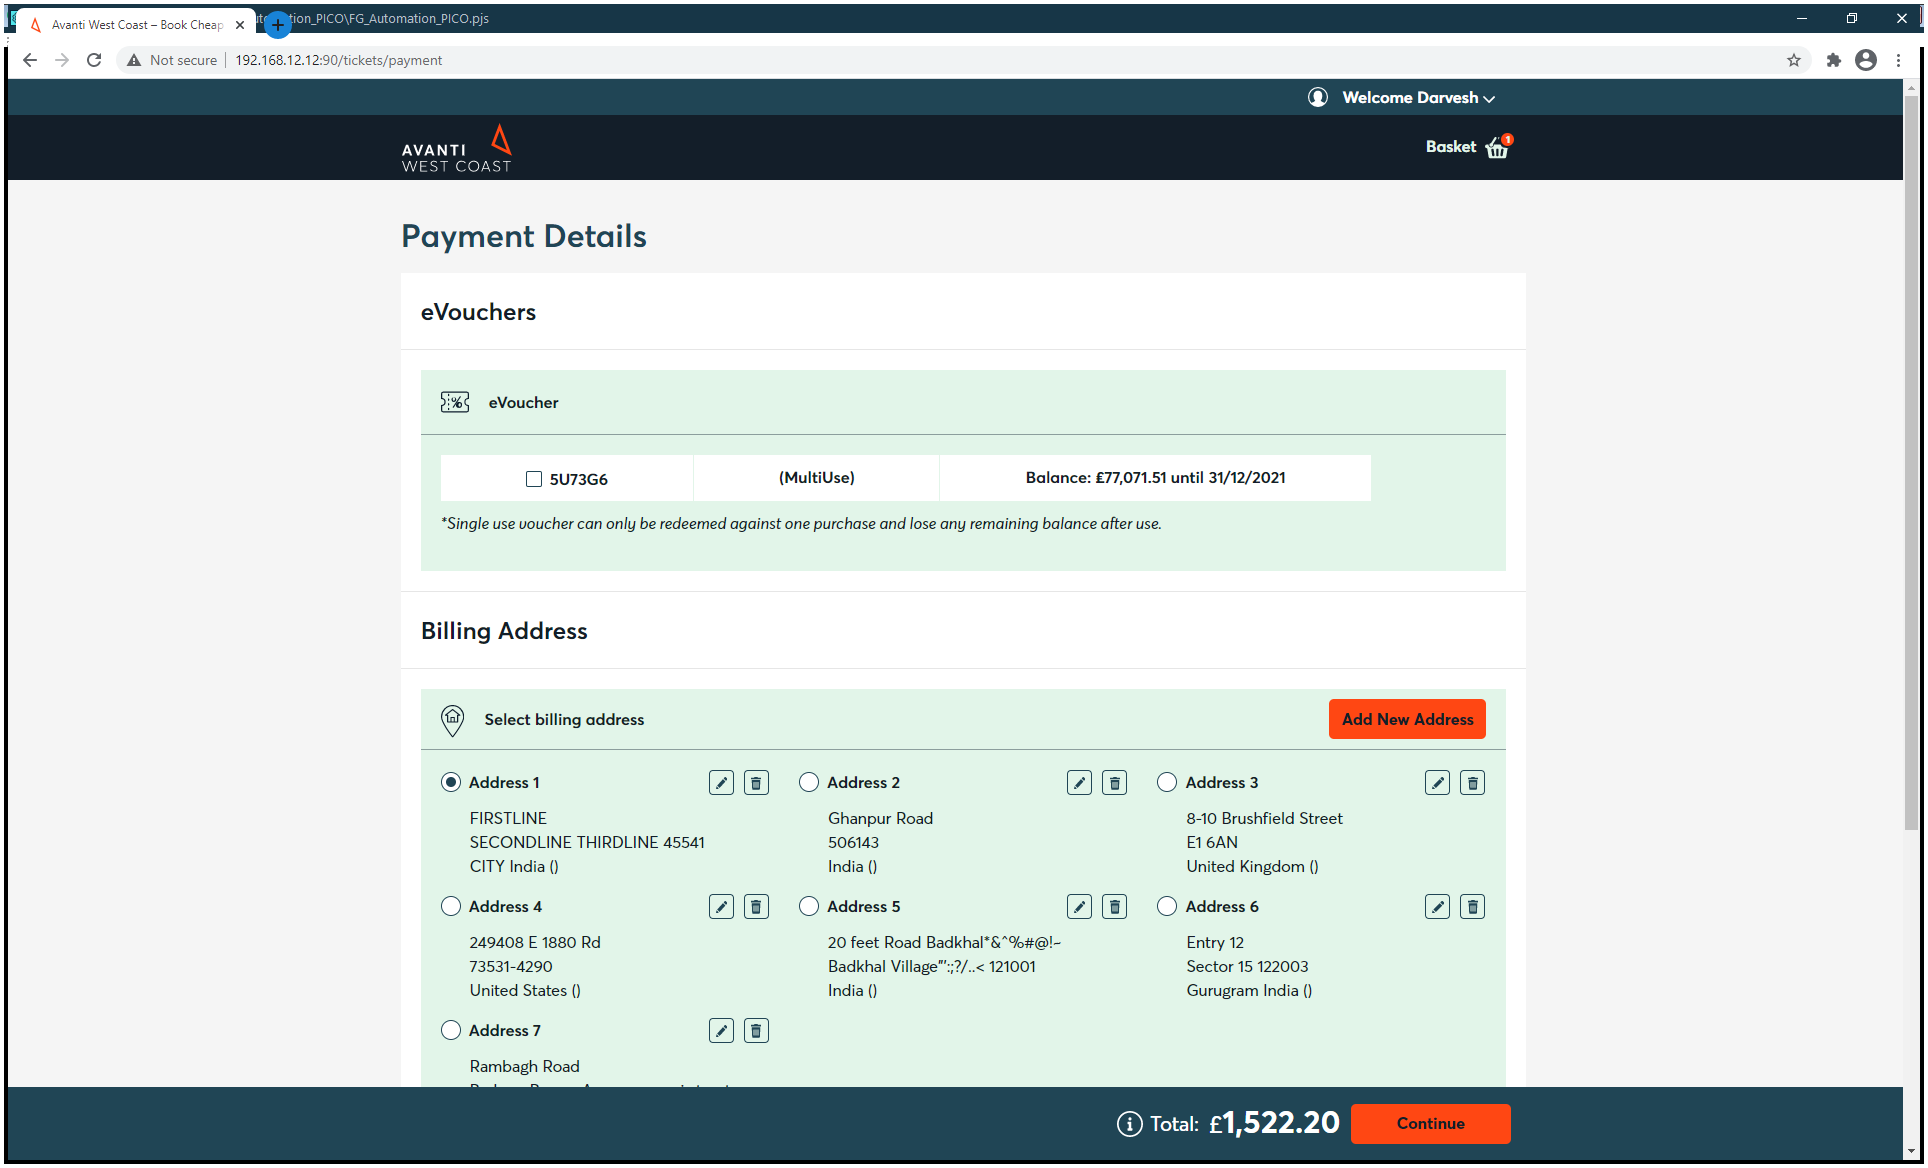 Avanti West Coast – Book Cheap
tion_PICO\FG_Automation_PICO.pjs
Not secure
192.168.12.12:90/tickets/payment
Welcome Darvesh
AVANTI
WEST COAST
Basket
1
Payment Details
eVouchers
eVoucher
5U73G6
(MultiUse)
Balance: £77,071.51 until 31/12/2021
*Single use voucher can only be redeemed against one purchase and lose any remaining balance after use.
Billing Address
Select billing address
Add New Address
Address 1
FIRSTLINE
SECONDLINE THIRDLINE 45541
CITY India ()
Address 2
Ghanpur Road
506143
India ()
Address 3
8-10 Brushfield Street
E1 6AN
United Kingdom ()
Address 4
249408 E 1880 Rd
73531-4290
United States ()
Address 5
20 feet Road Badkhal*&^%#@!~
Badkhal Village"':;?/..< 121001
India ()
Address 6
Entry 12
Sector 15 122003
Gurugram India ()
Address 7
Rambagh Road
Total: £1,522.20
Continue